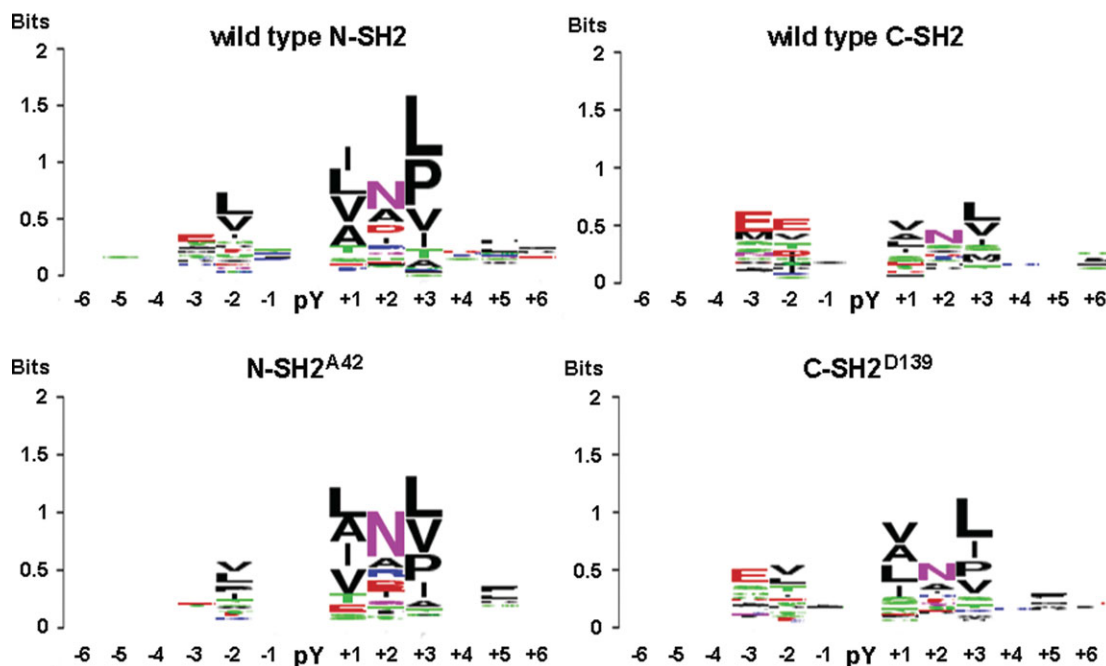 Bits
wild type N-SH2
2
1.5
1
0.5
0
-6 -5 -4 -3 -2 -1 pY +1 +2 +3 +4 +5 +6
E
L
V
I
L
V
A
N
A
D
L
P
V
I
A
Bits
wild type C-SH2
2
1.5
1
0.5
0
-6 -5 -4 -3 -2 -1 pY +1 +2 +3 +4 +5 +6
E
M
E
V
N
L
V
I
M
Bits
N-SH2A42
2
1.5
1
0.5
0
-6 -5 -4 -3 -2 -1 pY +1 +2 +3 +4 +5 +6
V
L
L
A
I
V
T
E
N
A
L
V
P
I
A
Bits
C-SH2D139
2
1.5
1
0.5
0
-6 -5 -4 -3 -2 -1 pY +1 +2 +3 +4 +5 +6
E
V
L
V
A
L
I
N
A
L
I
P
V